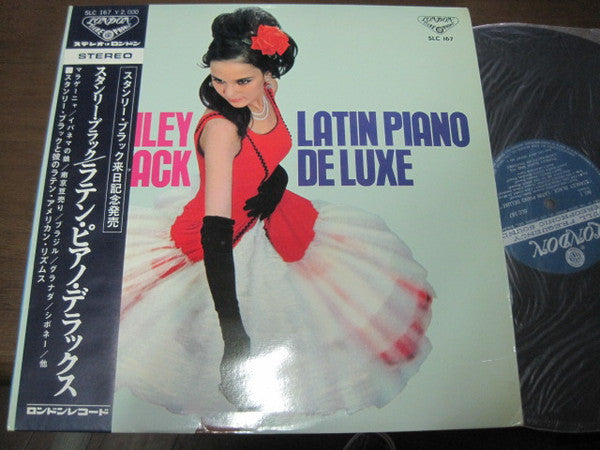 SLC 167 ¥2,000
LONDON
ステレオ・ロンドン
STEREO
スタンリー・ブラック来日記念発売
スタンリー・ブラック/ラテン・ピアノ・デラックス
マラゲーニャ/イパネマの娘/南京豆売り/ブラジル/グラナダ/シボネー/他
■スタンリー・ブラックと彼のラテン・アメリカン・リズムス
ロンドンレコード
LONDON
SLC 167
LEY LATIN PIANO
ACK DE LUXE
LONDON